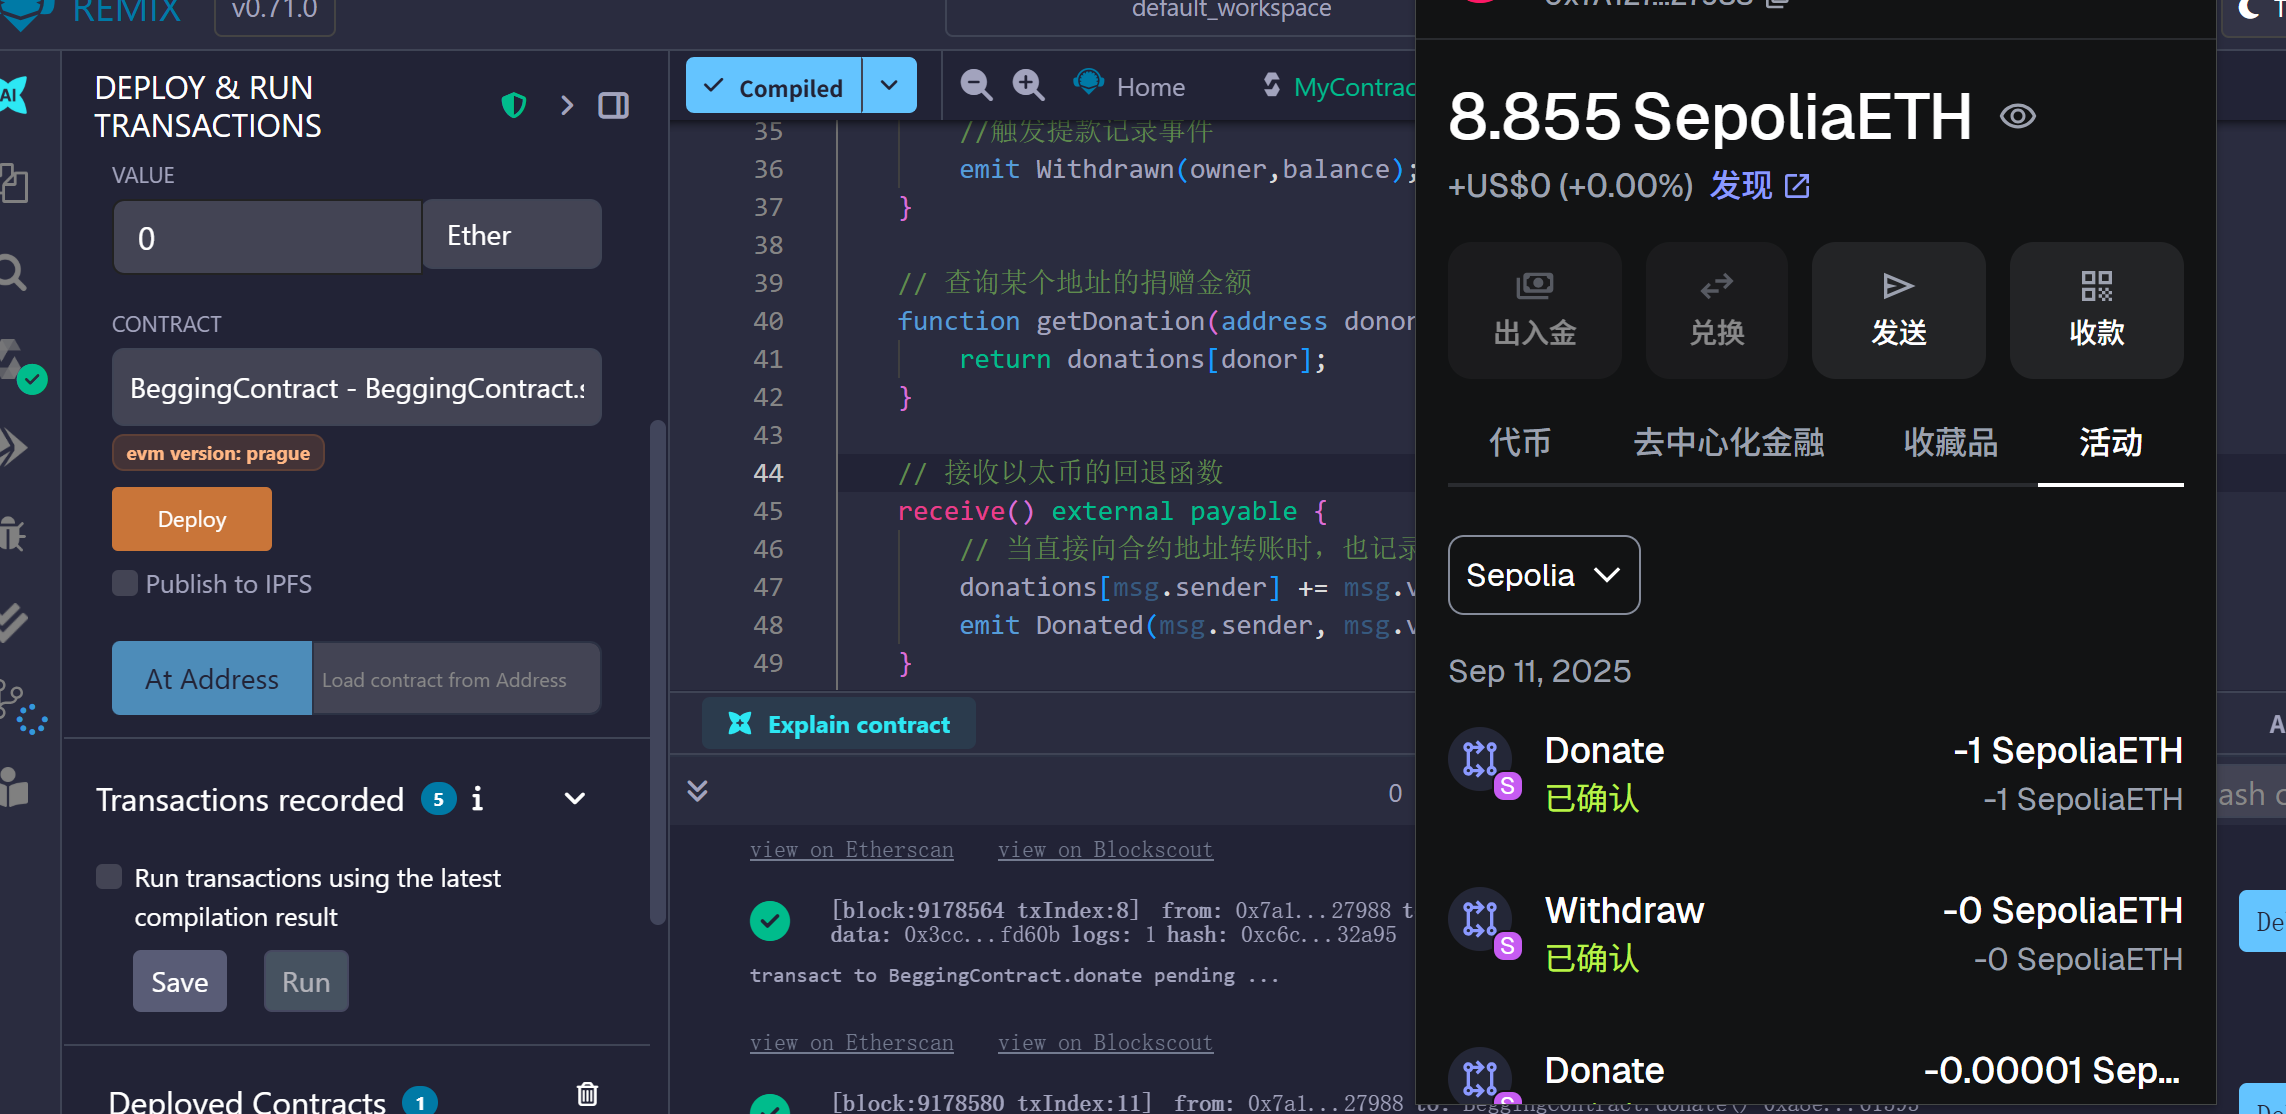 REMIX
v0.71.0
default_workspace
AI
DEPLOY & RUN
TRANSACTIONS
VALUE
0
Ether
CONTRACT
BeggingContract - BeggingContract.s
evm version: prague
Deploy
Publish to IPFS
At Address
Load contract from Address
Transactions recorded 5 i
Run transactions using the latest
compilation result
Save
Run
Deployed Contracts 1
Compiled
Home
MyContrac
35 //触发提款记录事件
36 emit Withdrawn(owner,balance);
37 }
38
39 // 查询某个地址的捐赠金额
40 function getDonation(address donor
41 return donations[donor];
42 }
43
44 // 接收以太币的回退函数
45 receive() external payable {
46 // 当直接向合约地址转账时，也记录
47 donations[msg.sender] += msg.v
48 emit Donated(msg.sender, msg.v
49 }
Explain contract
0
view on Etherscan view on Blockscout
[block:9178564 txIndex:8] from: 0x7a1...27988 t
data: 0x3cc...fd60b logs: 1 hash: 0xc6c...32a95
transact to BeggingContract.donate pending ...
view on Etherscan view on Blockscout
[block:9178580 txIndex:11] from: 0x7a1...27988 to: BeggingContract.donate()
8.855 SepoliaETH
+US$0 (+0.00%) 发现
出入金
兑换
发送
收款
代币
去中心化金融
收藏品
活动
Sepolia
Sep 11, 2025
Donate
-1 SepoliaETH
已确认
-1 SepoliaETH
S
Withdraw
-0 SepoliaETH
已确认
-0 SepoliaETH
S
Donate
-0.00001 Sep...
T
A
ash
De